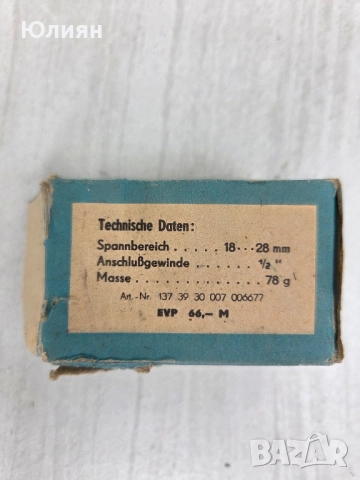 Юлиян
Technische Daten:
Spannbereich . . . . . 18 · · · 28 mm
Anschlußgewinde . . . . . . ½"
Masse . . . . . . . . . . . . 78 g
Art.-Nr. 137 39 30 007 006677
EVP 66,– M
BAZAR